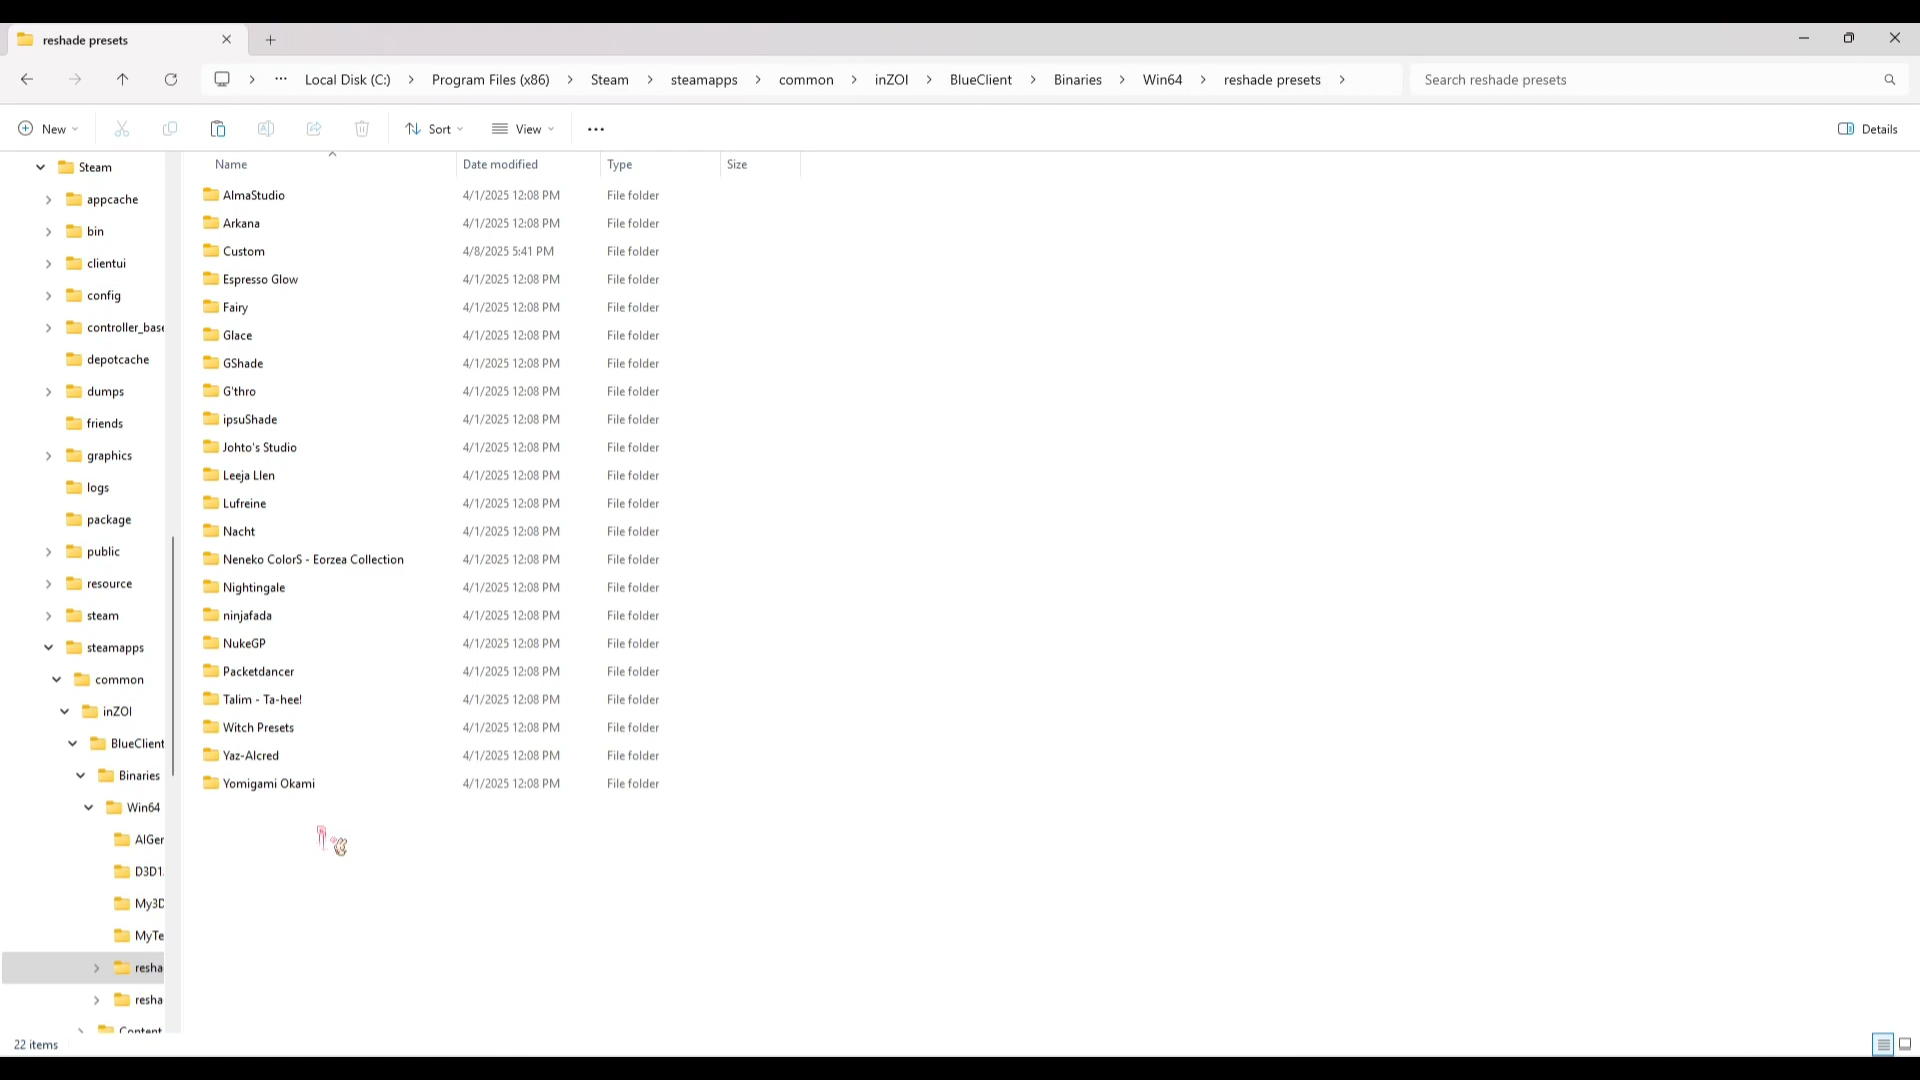 reshade presets
Local Disk (C:) > Program Files (x86) > Steam > steamapps > common > inZOI > BlueClient > Binaries > Win64 > reshade presets >
Search reshade presets
New
Sort
View
Details
Steam
appcache
bin
clientui
config
controller_base
depotcache
dumps
friends
graphics
logs
package
public
resource
steam
steamapps
common
inZOI
BlueClient
Binaries
Win64
AIGer
D3D1
My3D
MyTe
resha
resha
Content
Name Date modified Type Size
AlmaStudio 4/1/2025 12:08 PM File folder
Arkana 4/1/2025 12:08 PM File folder
Custom 4/8/2025 5:41 PM File folder
Espresso Glow 4/1/2025 12:08 PM File folder
Fairy 4/1/2025 12:08 PM File folder
Glace 4/1/2025 12:08 PM File folder
GShade 4/1/2025 12:08 PM File folder
G'thro 4/1/2025 12:08 PM File folder
ipsuShade 4/1/2025 12:08 PM File folder
Johto's Studio 4/1/2025 12:08 PM File folder
Leeja Llen 4/1/2025 12:08 PM File folder
Lufreine 4/1/2025 12:08 PM File folder
Nacht 4/1/2025 12:08 PM File folder
Neneko ColorS - Eorzea Collection 4/1/2025 12:08 PM File folder
Nightingale 4/1/2025 12:08 PM File folder
ninjafada 4/1/2025 12:08 PM File folder
NukeGP 4/1/2025 12:08 PM File folder
Packetdancer 4/1/2025 12:08 PM File folder
Talim - Ta-hee! 4/1/2025 12:08 PM File folder
Witch Presets 4/1/2025 12:08 PM File folder
Yaz-Alcred 4/1/2025 12:08 PM File folder
Yomigami Okami 4/1/2025 12:08 PM File folder
22 items